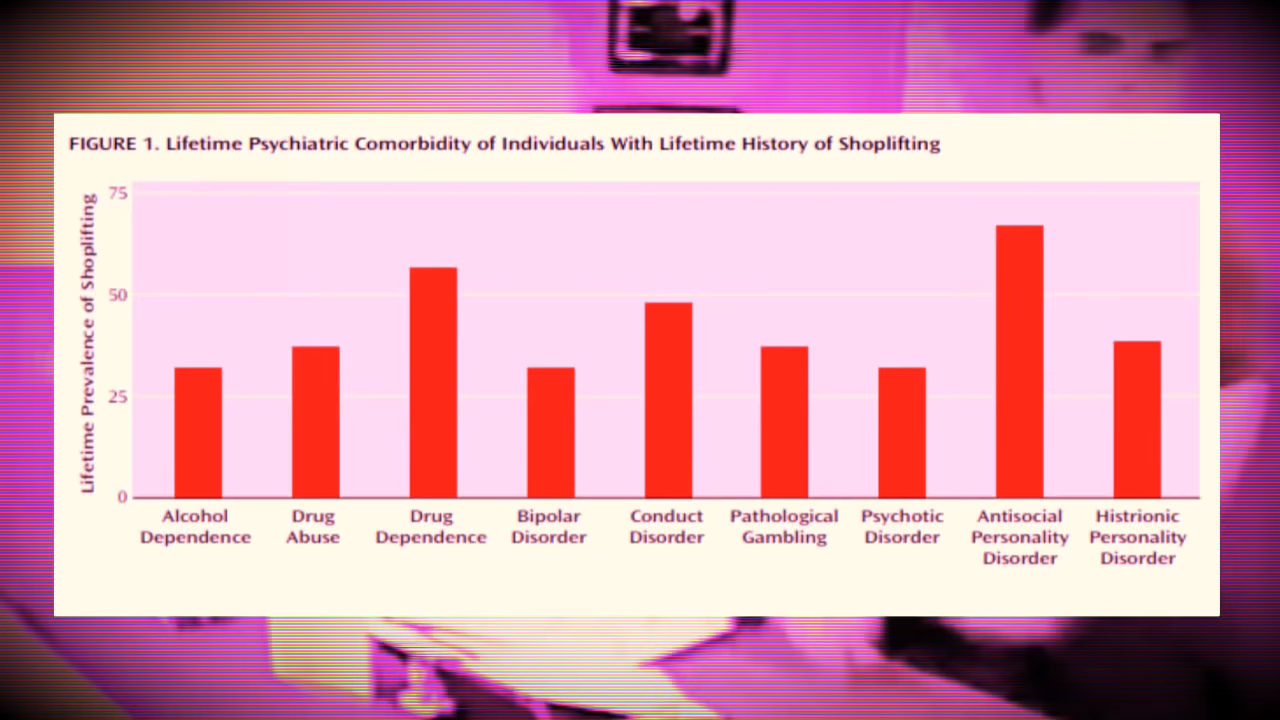 FIGURE 1. Lifetime Psychiatric Comorbidity of Individuals With Lifetime History of Shoplifting
Lifetime Prevalence of Shoplifting
75
50
25
0
Alcohol
Dependence
Drug
Abuse
Drug
Dependence
Bipolar
Disorder
Conduct
Disorder
Pathological
Gambling
Psychotic
Disorder
Antisocial
Personality
Disorder
Histrionic
Personality
Disorder